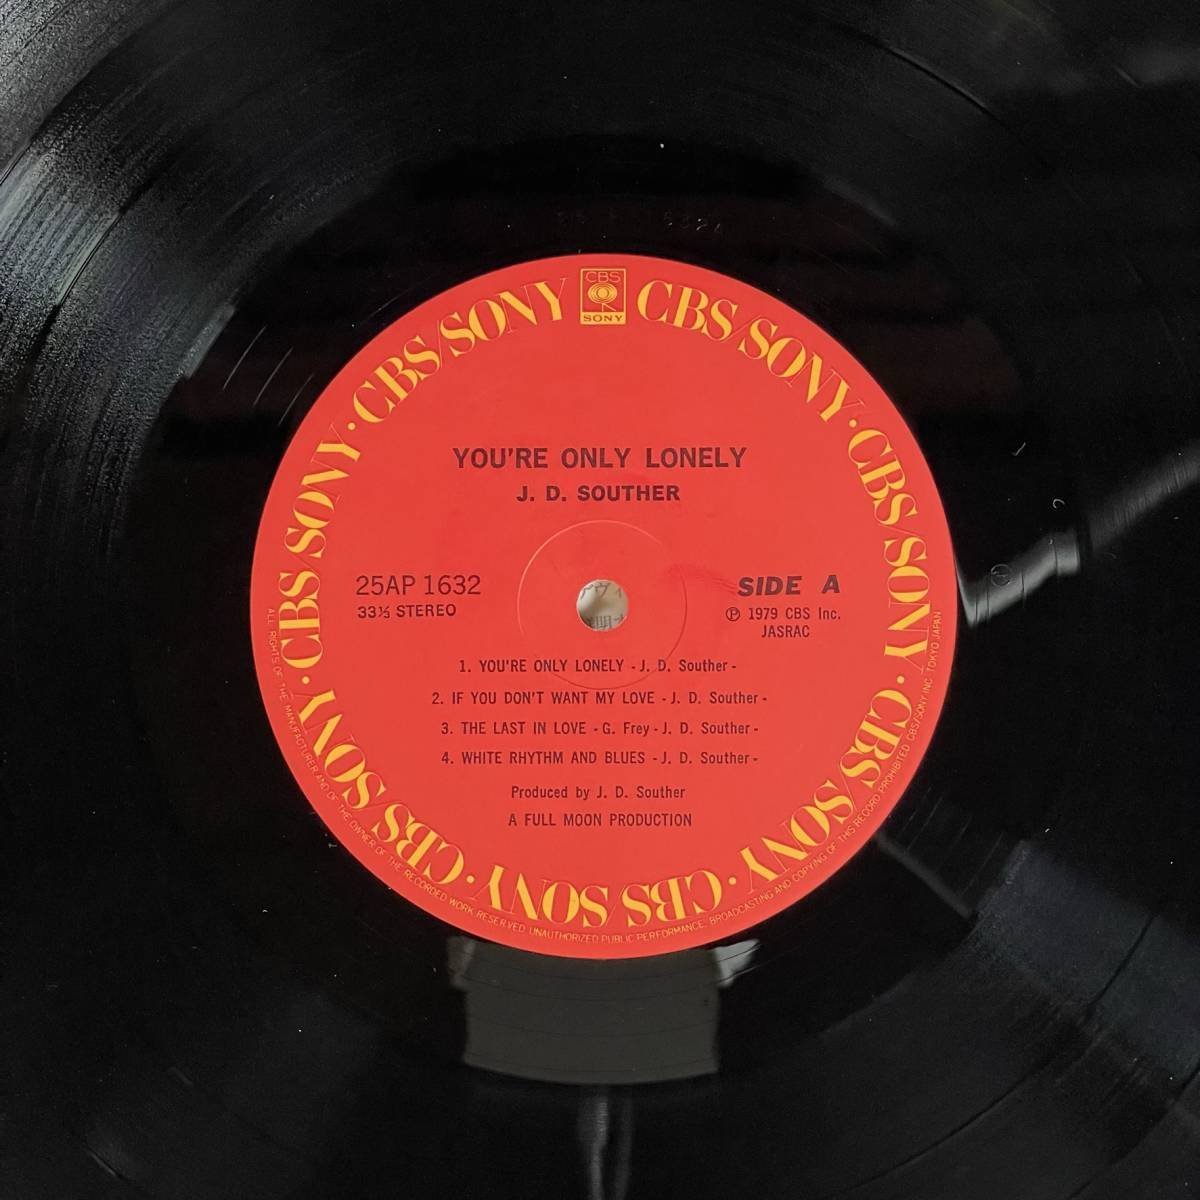 CBS
SONY
CBS/SONY · CBS/SONY · CBS/SONY · CBS/SONY · CBS/SONY · CBS/SONY · CBS/SONY · CBS/SONY
YOU'RE ONLY LONELY
J. D. SOUTHER
25AP 1632
33⅓ STEREO
SIDE A
Ⓟ 1979 CBS Inc.
JASRAC
1. YOU'RE ONLY LONELY - J. D. Souther -
2. IF YOU DON'T WANT MY LOVE - J. D. Souther -
3. THE LAST IN LOVE - G. Frey - J. D. Souther -
4. WHITE RHYTHM AND BLUES - J. D. Souther -
Produced by J. D. Souther
A FULL MOON PRODUCTION
ALL RIGHTS OF THE MANUFACTURER AND OF THE OWNER OF THE RECORDED WORK RESERVED. UNAUTHORIZED PUBLIC PERFORMANCE, BROADCASTING AND COPYING OF THIS RECORD PROHIBITED CBS/SONY INC. TOKYO JAPAN